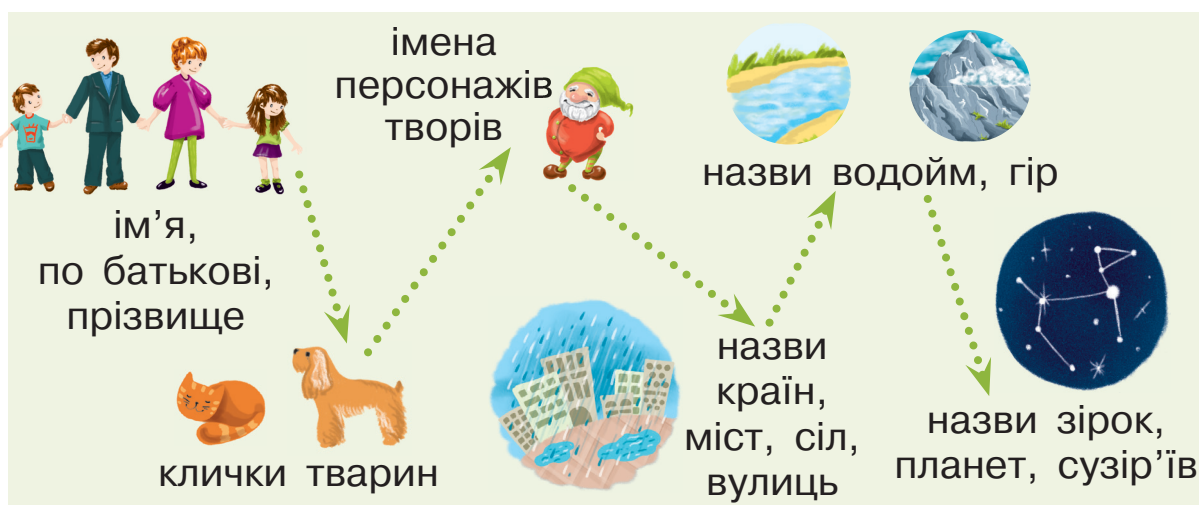 ім’я,
по батькові,
прізвище
клички тварин
імена
персонажів
творів
назви
країн,
міст, сіл,
вулиць
назви водойм, гір
назви зірок,
планет, сузір’їв